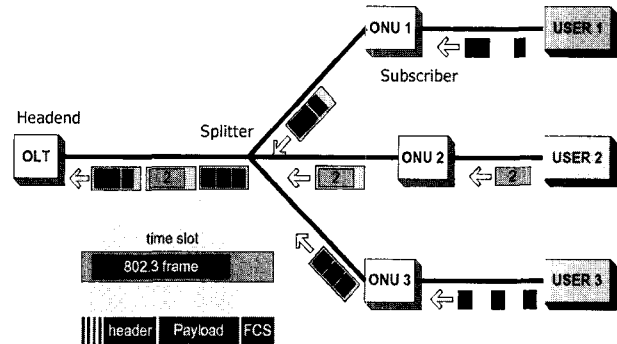 ONU 1
USER 1
Subscriber
Headend
Splitter
OLT
2
2
2
ONU 2
USER 2
time slot
802.3 frame
ONU 3
USER 3
header
Payload
FCS